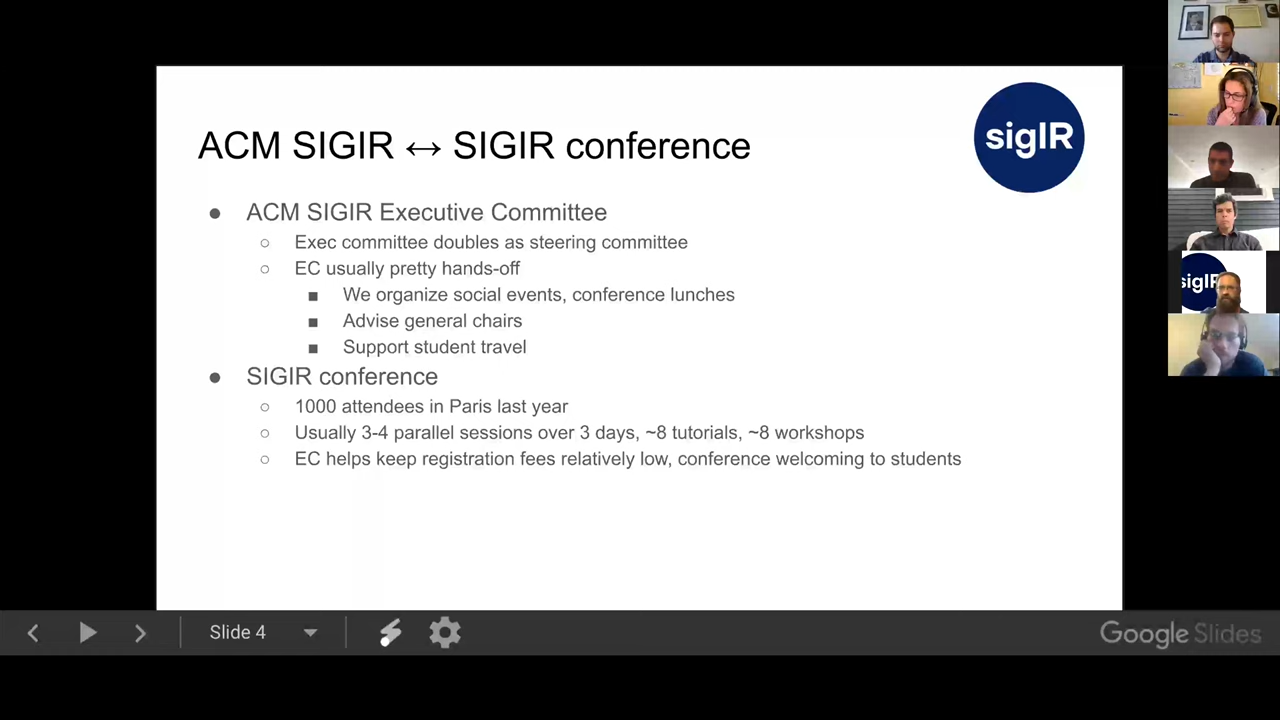 ACM SIGIR ↔ SIGIR conference
sigIR
● ACM SIGIR Executive Committee
○ Exec committee doubles as steering committee
○ EC usually pretty hands-off
■ We organize social events, conference lunches
■ Advise general chairs
■ Support student travel
● SIGIR conference
○ 1000 attendees in Paris last year
○ Usually 3-4 parallel sessions over 3 days, ~8 tutorials, ~8 workshops
○ EC helps keep registration fees relatively low, conference welcoming to students
sigIR
Slide 4
Google Slides